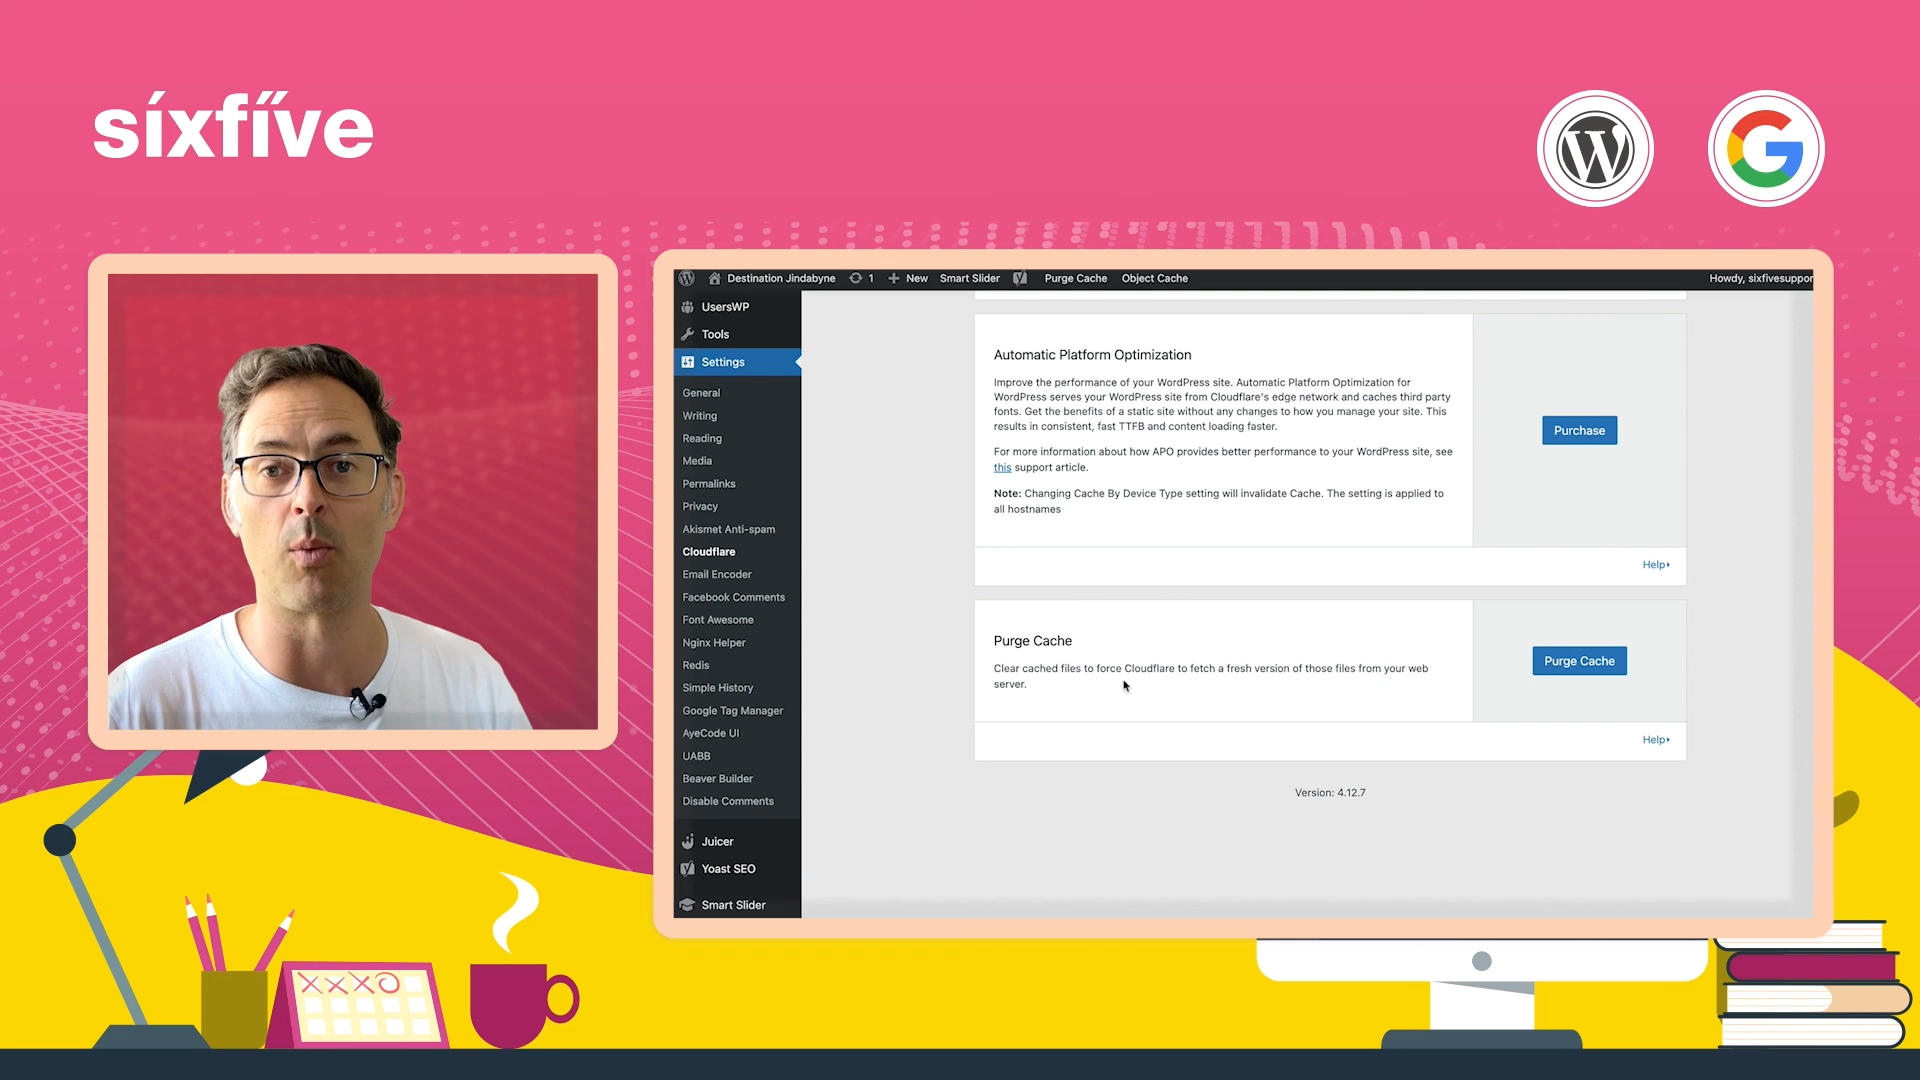 síxfívе
Destination Jindabyne 1 New Smart Slider Purge Cache Object Cache Howdy, sixfivesuppor
UsersWP
Tools
Settings
General
Writing
Reading
Media
Permalinks
Privacy
Akismet Anti-spam
Cloudflare
Email Encoder
Facebook Comments
Font Awesome
Nginx Helper
Redis
Simple History
Google Tag Manager
AyeCode UI
UABB
Beaver Builder
Disable Comments
Juicer
Yoast SEO
Smart Slider
Automatic Platform Optimization
Improve the performance of your WordPress site. Automatic Platform Optimization for
WordPress serves your WordPress site from Cloudflare's edge network and caches third party
fonts. Get the benefits of a static site without any changes to how you manage your site. This
results in consistent, fast TTFB and content loading faster.
For more information about how APO provides better performance to your WordPress site, see
this support article.
Note: Changing Cache By Device Type setting will invalidate Cache. The setting is applied to
all hostnames
Purchase
Help
Purge Cache
Clear cached files to force Cloudflare to fetch a fresh version of those files from your web
server.
Purge Cache
Help
Version: 4.12.7